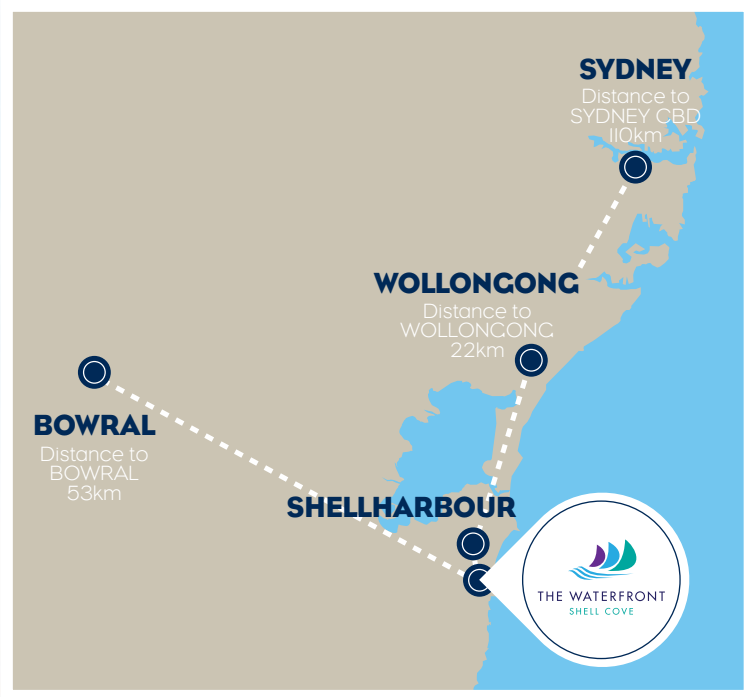 SYDNEY
Distance to
SYDNEY CBD
110km
WOLLONGONG
Distance to
WOLLONGONG
22km
BOWRAL
Distance to
BOWRAL
53km
SHELLHARBOUR
THE WATERFRONT
SHELL COVE